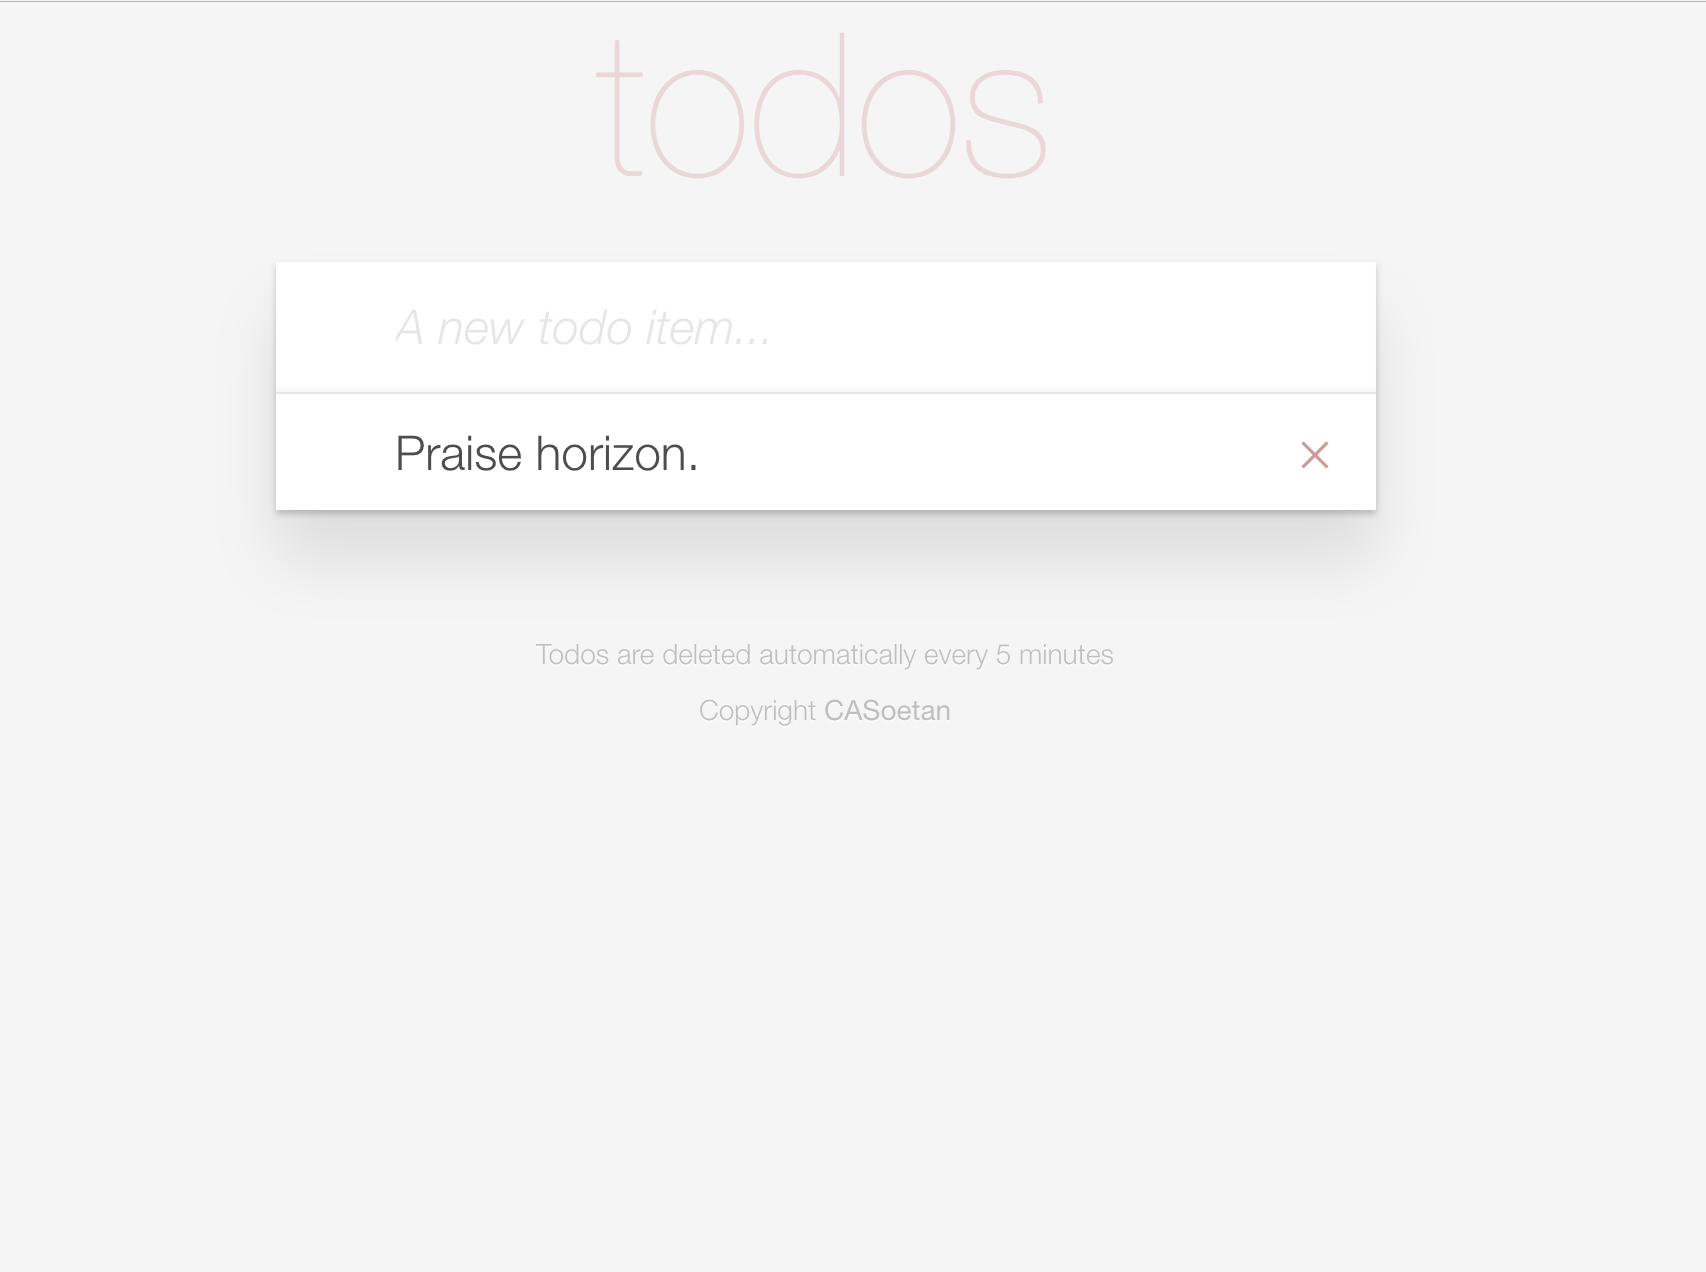 todos
A new todo item...
Praise horizon.
Todos are deleted automatically every 5 minutes
Copyright CASoetan